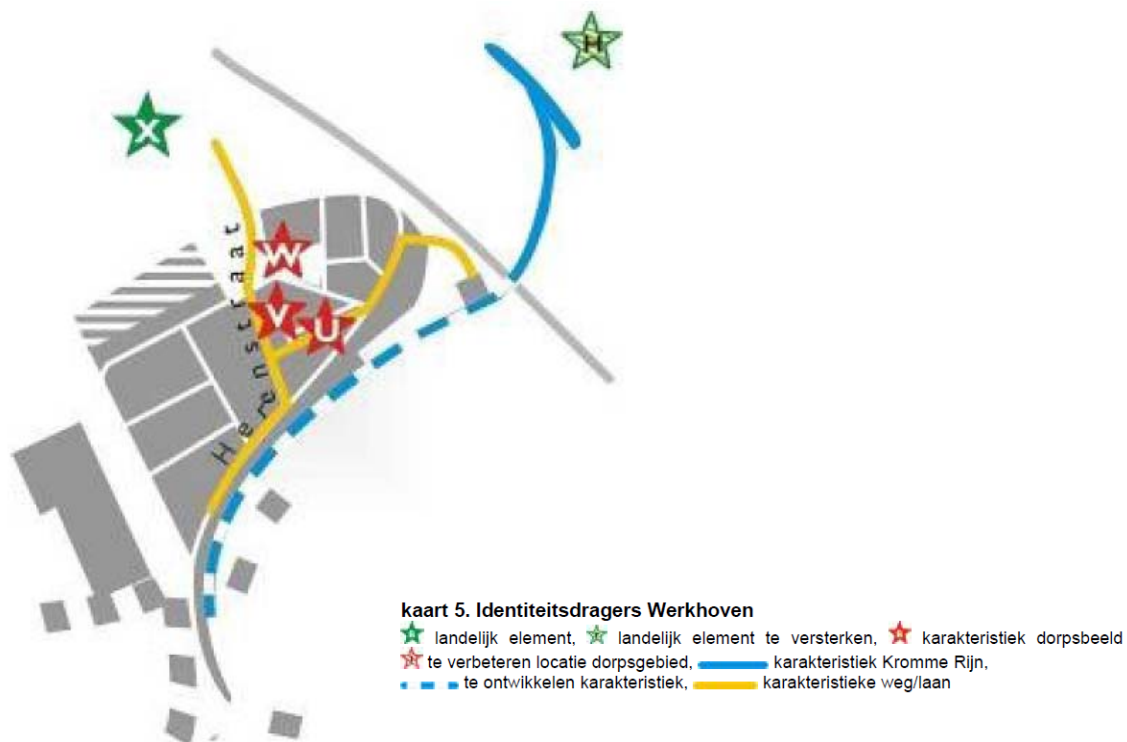 H
X
W
V
U
Herenstraat
kaart 5. Identiteitsdragers Werkhoven
landelijk element, landelijk element te versterken, karakteristiek dorpsbeeld
te verbeteren locatie dorpsgebied, karakteristiek Kromme Rijn,
te ontwikkelen karakteristiek, karakteristieke weg/laan